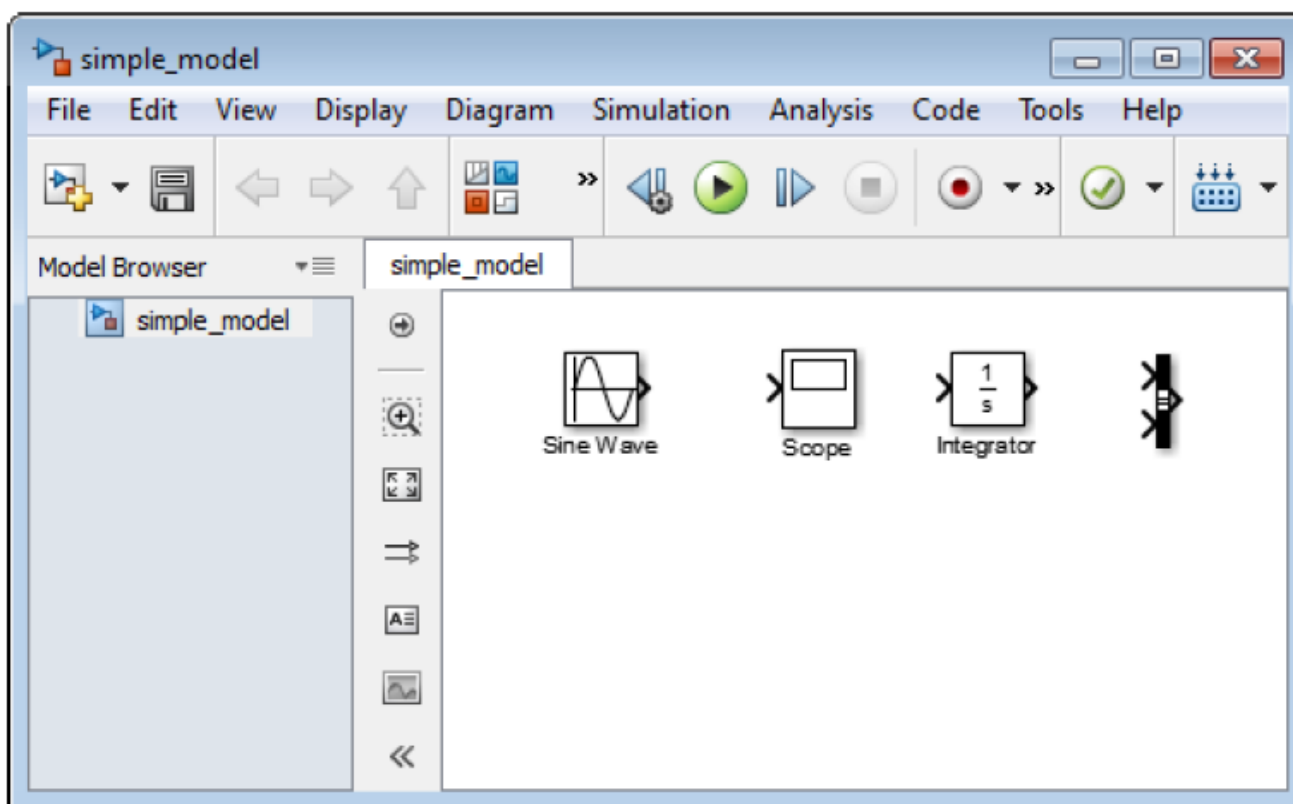 simple_model
File Edit View Display Diagram Simulation Analysis Code Tools Help
Model Browser
simple_model
simple_model
1
s
Sine Wave
Scope
Integrator